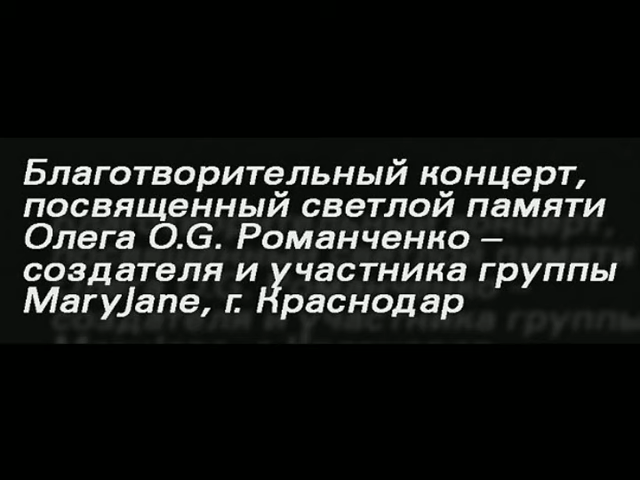 Благотворительный концерт,
посвященный светлой памяти
Олега O.G. Романченко –
создателя и участника группы
MaryJane, г. Краснодар